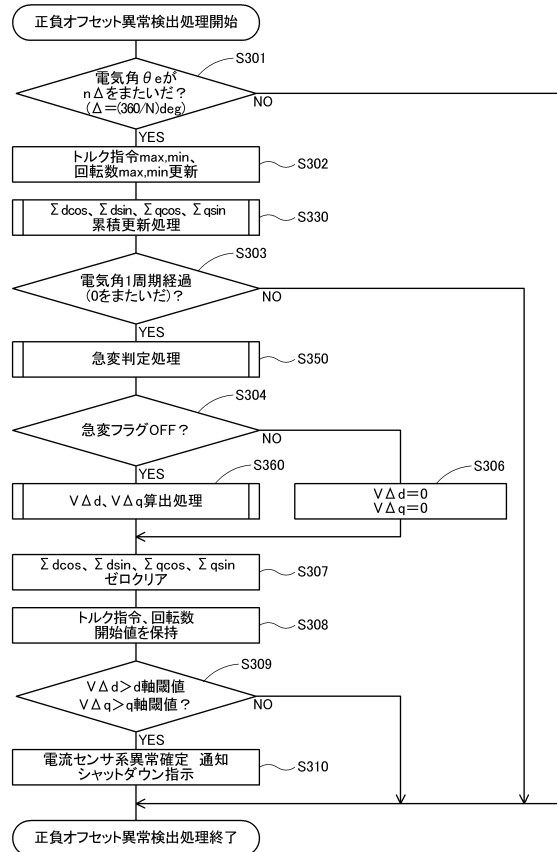 正負オフセット異常検出処理開始
S301
電気角θeが
nΔをまたいだ？
(Δ=(360/N)deg)
NO
YES
トルク指令max,min、
回転数max,min更新
S302
Σdcos、Σdsin、Σqcos、Σqsin
累積更新処理
S330
S303
電気角1周期経過
(0をまたいだ)？
NO
YES
急変判定処理
S350
S304
急変フラグOFF？
NO
YES
S360
VΔd、VΔq算出処理
S306
VΔd=0
VΔq=0
Σdcos、Σdsin、Σqcos、Σqsin
ゼロクリア
S307
トルク指令、回転数
開始値を保持
S308
S309
VΔd>d軸閾値
VΔq>q軸閾値？
NO
YES
電流センサ系異常確定　通知
シャットダウン指示
S310
正負オフセット異常検出処理終了